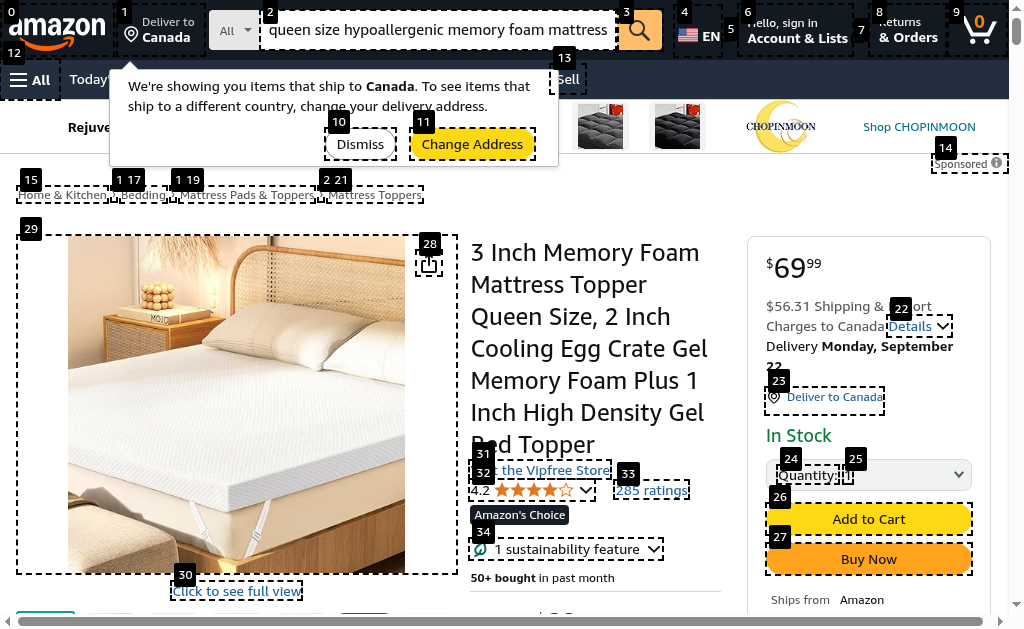 amazon
Deliver to
Canada
All
queen size hypoallergenic memory foam mattress
EN
Hello, sign in
Account & Lists
Returns
& Orders
0
All
Today'
Sell
We're showing you items that ship to Canada. To see items that
ship to a different country, change your delivery address.
Dismiss
Change Address
Rejuve
CHOPINMOON
Shop CHOPINMOON
Sponsored
Home & Kitchen › Bedding › Mattress Pads & Toppers › Mattress Toppers
MOJO
3 Inch Memory Foam
Mattress Topper
Queen Size, 2 Inch
Cooling Egg Crate Gel
Memory Foam Plus 1
Inch High Density Gel
Bed Topper
the Vipfree Store
4.2
285 ratings
Amazon's Choice
1 sustainability feature
50+ bought in past month
Click to see full view
$69.99
$56.31 Shipping &
Charges to Canada Details
Delivery Monday, September
22
Deliver to Canada
In Stock
Quantity: 1
Add to Cart
Buy Now
Ships from Amazon
0
1
2
3
4
5
6
7
8
9
10
11
12
13
14
15
17
19
21
22
23
24
25
26
27
28
29
30
31
32
33
34